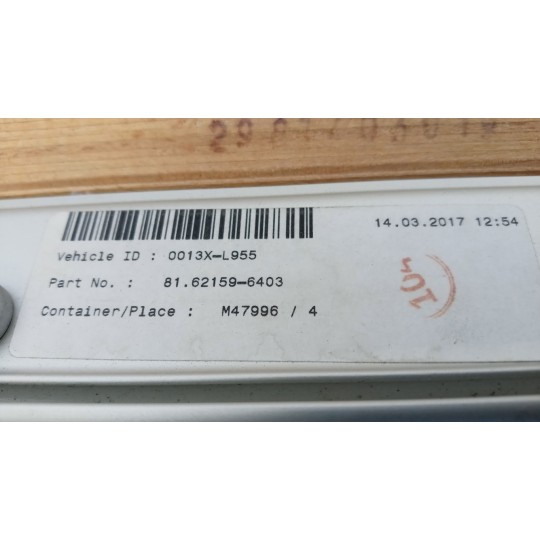 14.03.2017 12:54
Vehicle ID : 0013X-L955
Part No. : 81.62159-6403
Container/Place : M47996 / 4